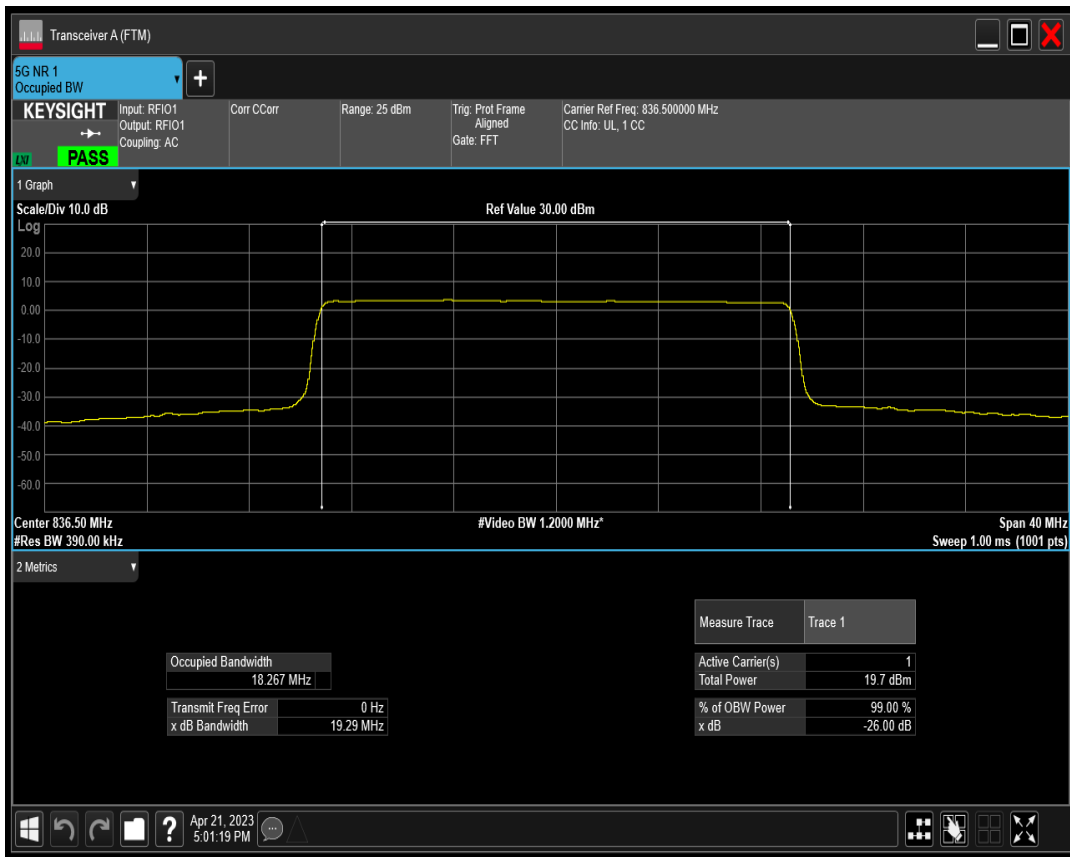 Transceiver A (FTM)
5G NR 1
Occupied BW
+
KEYSIGHT
LXI
PASS
Input: RFIO1
Output: RFIO1
Coupling: AC
Corr CCorr
Range: 25 dBm
Trig: Prot Frame
Aligned
Gate: FFT
Carrier Ref Freq: 836.500000 MHz
CC Info: UL, 1 CC
1 Graph
Scale/Div 10.0 dB
Ref Value 30.00 dBm
Log
20.0
10.0
0.00
-10.0
-20.0
-30.0
-40.0
-50.0
-60.0
Center 836.50 MHz
#Video BW 1.2000 MHz*
Span 40 MHz
#Res BW 390.00 kHz
Sweep 1.00 ms (1001 pts)
2 Metrics
Measure Trace Trace 1
Occupied Bandwidth
18.267 MHz
Active Carrier(s) 1
Total Power 19.7 dBm
Transmit Freq Error 0 Hz
x dB Bandwidth 19.29 MHz
% of OBW Power 99.00 %
x dB -26.00 dB
?
Apr 21, 2023
5:01:19 PM